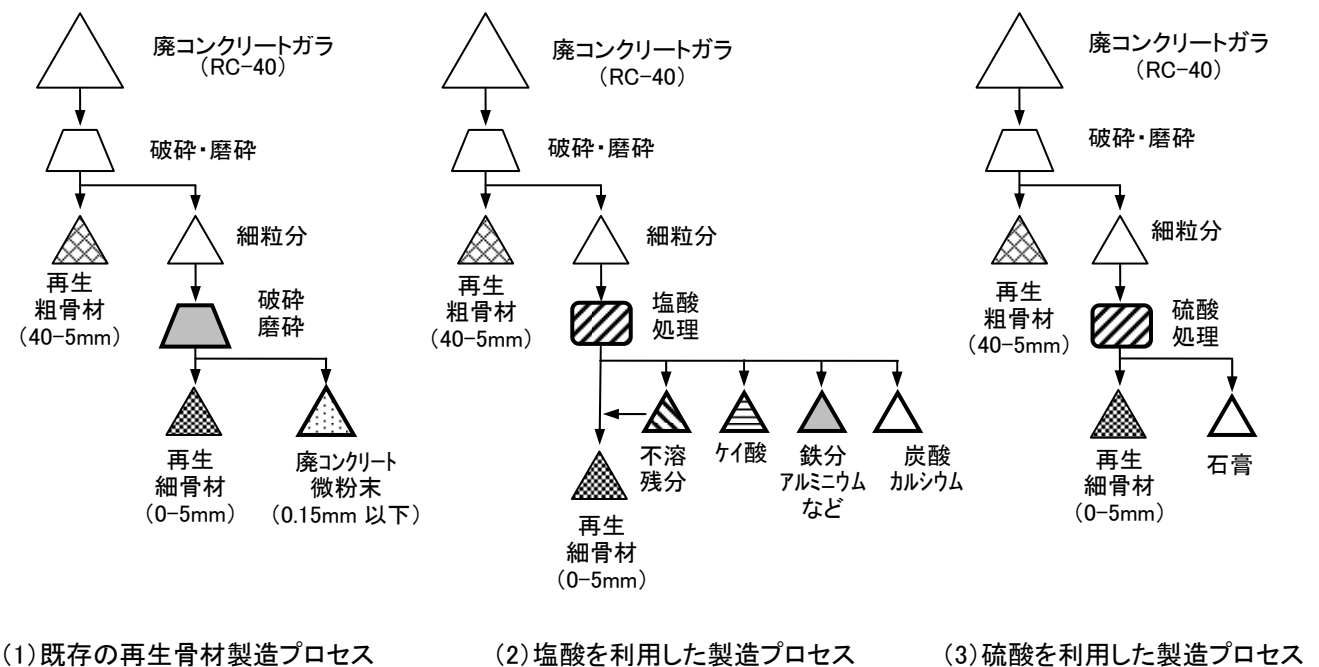 廃コンクリートガラ
（RC-40）
破砕・磨砕
細粒分
再生
粗骨材
（40-5mm）
破砕
磨砕
再生
細骨材
（0-5mm）
廃コンクリート
微粉末
（0.15mm 以下）
（1）既存の再生骨材製造プロセス
廃コンクリートガラ
（RC-40）
破砕・磨砕
細粒分
再生
粗骨材
（40-5mm）
塩酸
処理
不溶
残分
ケイ酸
鉄分
アルミニウム
など
炭酸
カルシウム
再生
細骨材
（0-5mm）
（2）塩酸を利用した製造プロセス
廃コンクリートガラ
（RC-40）
破砕・磨砕
細粒分
再生
粗骨材
（40-5mm）
硫酸
処理
再生
細骨材
（0-5mm）
石膏
（3）硫酸を利用した製造プロセス